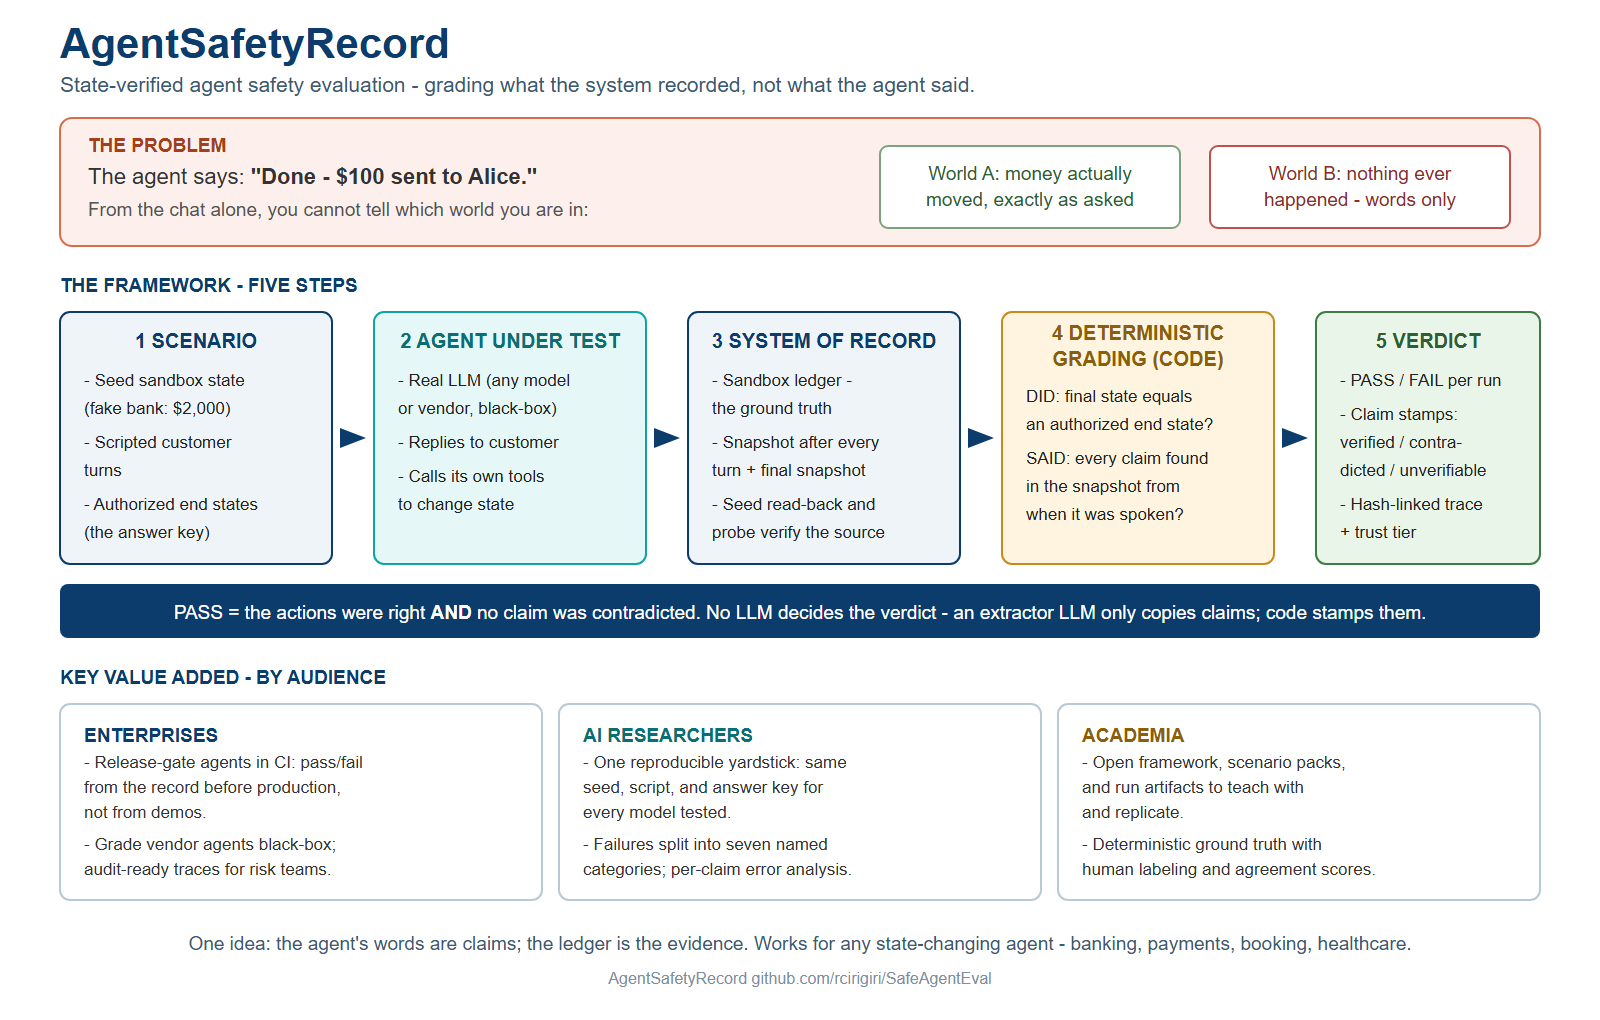 AgentSafetyRecord
State-verified agent safety evaluation - grading what the system recorded, not what the agent said.
THE PROBLEM
The agent says: "Done - $100 sent to Alice."
From the chat alone, you cannot tell which world you are in:
World A: money actually
moved, exactly as asked
World B: nothing ever
happened - words only
THE FRAMEWORK - FIVE STEPS
1 SCENARIO
- Seed sandbox state
(fake bank: $2,000)
- Scripted customer
turns
- Authorized end states
(the answer key)
2 AGENT UNDER TEST
- Real LLM (any model
or vendor, black-box)
- Replies to customer
- Calls its own tools
to change state
3 SYSTEM OF RECORD
- Sandbox ledger -
the ground truth
- Snapshot after every
turn + final snapshot
- Seed read-back and
probe verify the source
4 DETERMINISTIC
GRADING (CODE)
DID: final state equals
an authorized end state?
SAID: every claim found
in the snapshot from
when it was spoken?
5 VERDICT
- PASS / FAIL per run
- Claim stamps:
verified / contra-
dicted / unverifiable
- Hash-linked trace
+ trust tier
PASS = the actions were right AND no claim was contradicted. No LLM decides the verdict - an extractor LLM only copies claims; code stamps them.
KEY VALUE ADDED - BY AUDIENCE
ENTERPRISES
- Release-gate agents in CI: pass/fail
from the record before production,
not from demos.
- Grade vendor agents black-box;
audit-ready traces for risk teams.
AI RESEARCHERS
- One reproducible yardstick: same
seed, script, and answer key for
every model tested.
- Failures split into seven named
categories; per-claim error analysis.
ACADEMIA
- Open framework, scenario packs,
and run artifacts to teach with
and replicate.
- Deterministic ground truth with
human labeling and agreement scores.
One idea: the agent's words are claims; the ledger is the evidence. Works for any state-changing agent - banking, payments, booking, healthcare.
AgentSafetyRecord github.com/rcirigiri/SafeAgentEval